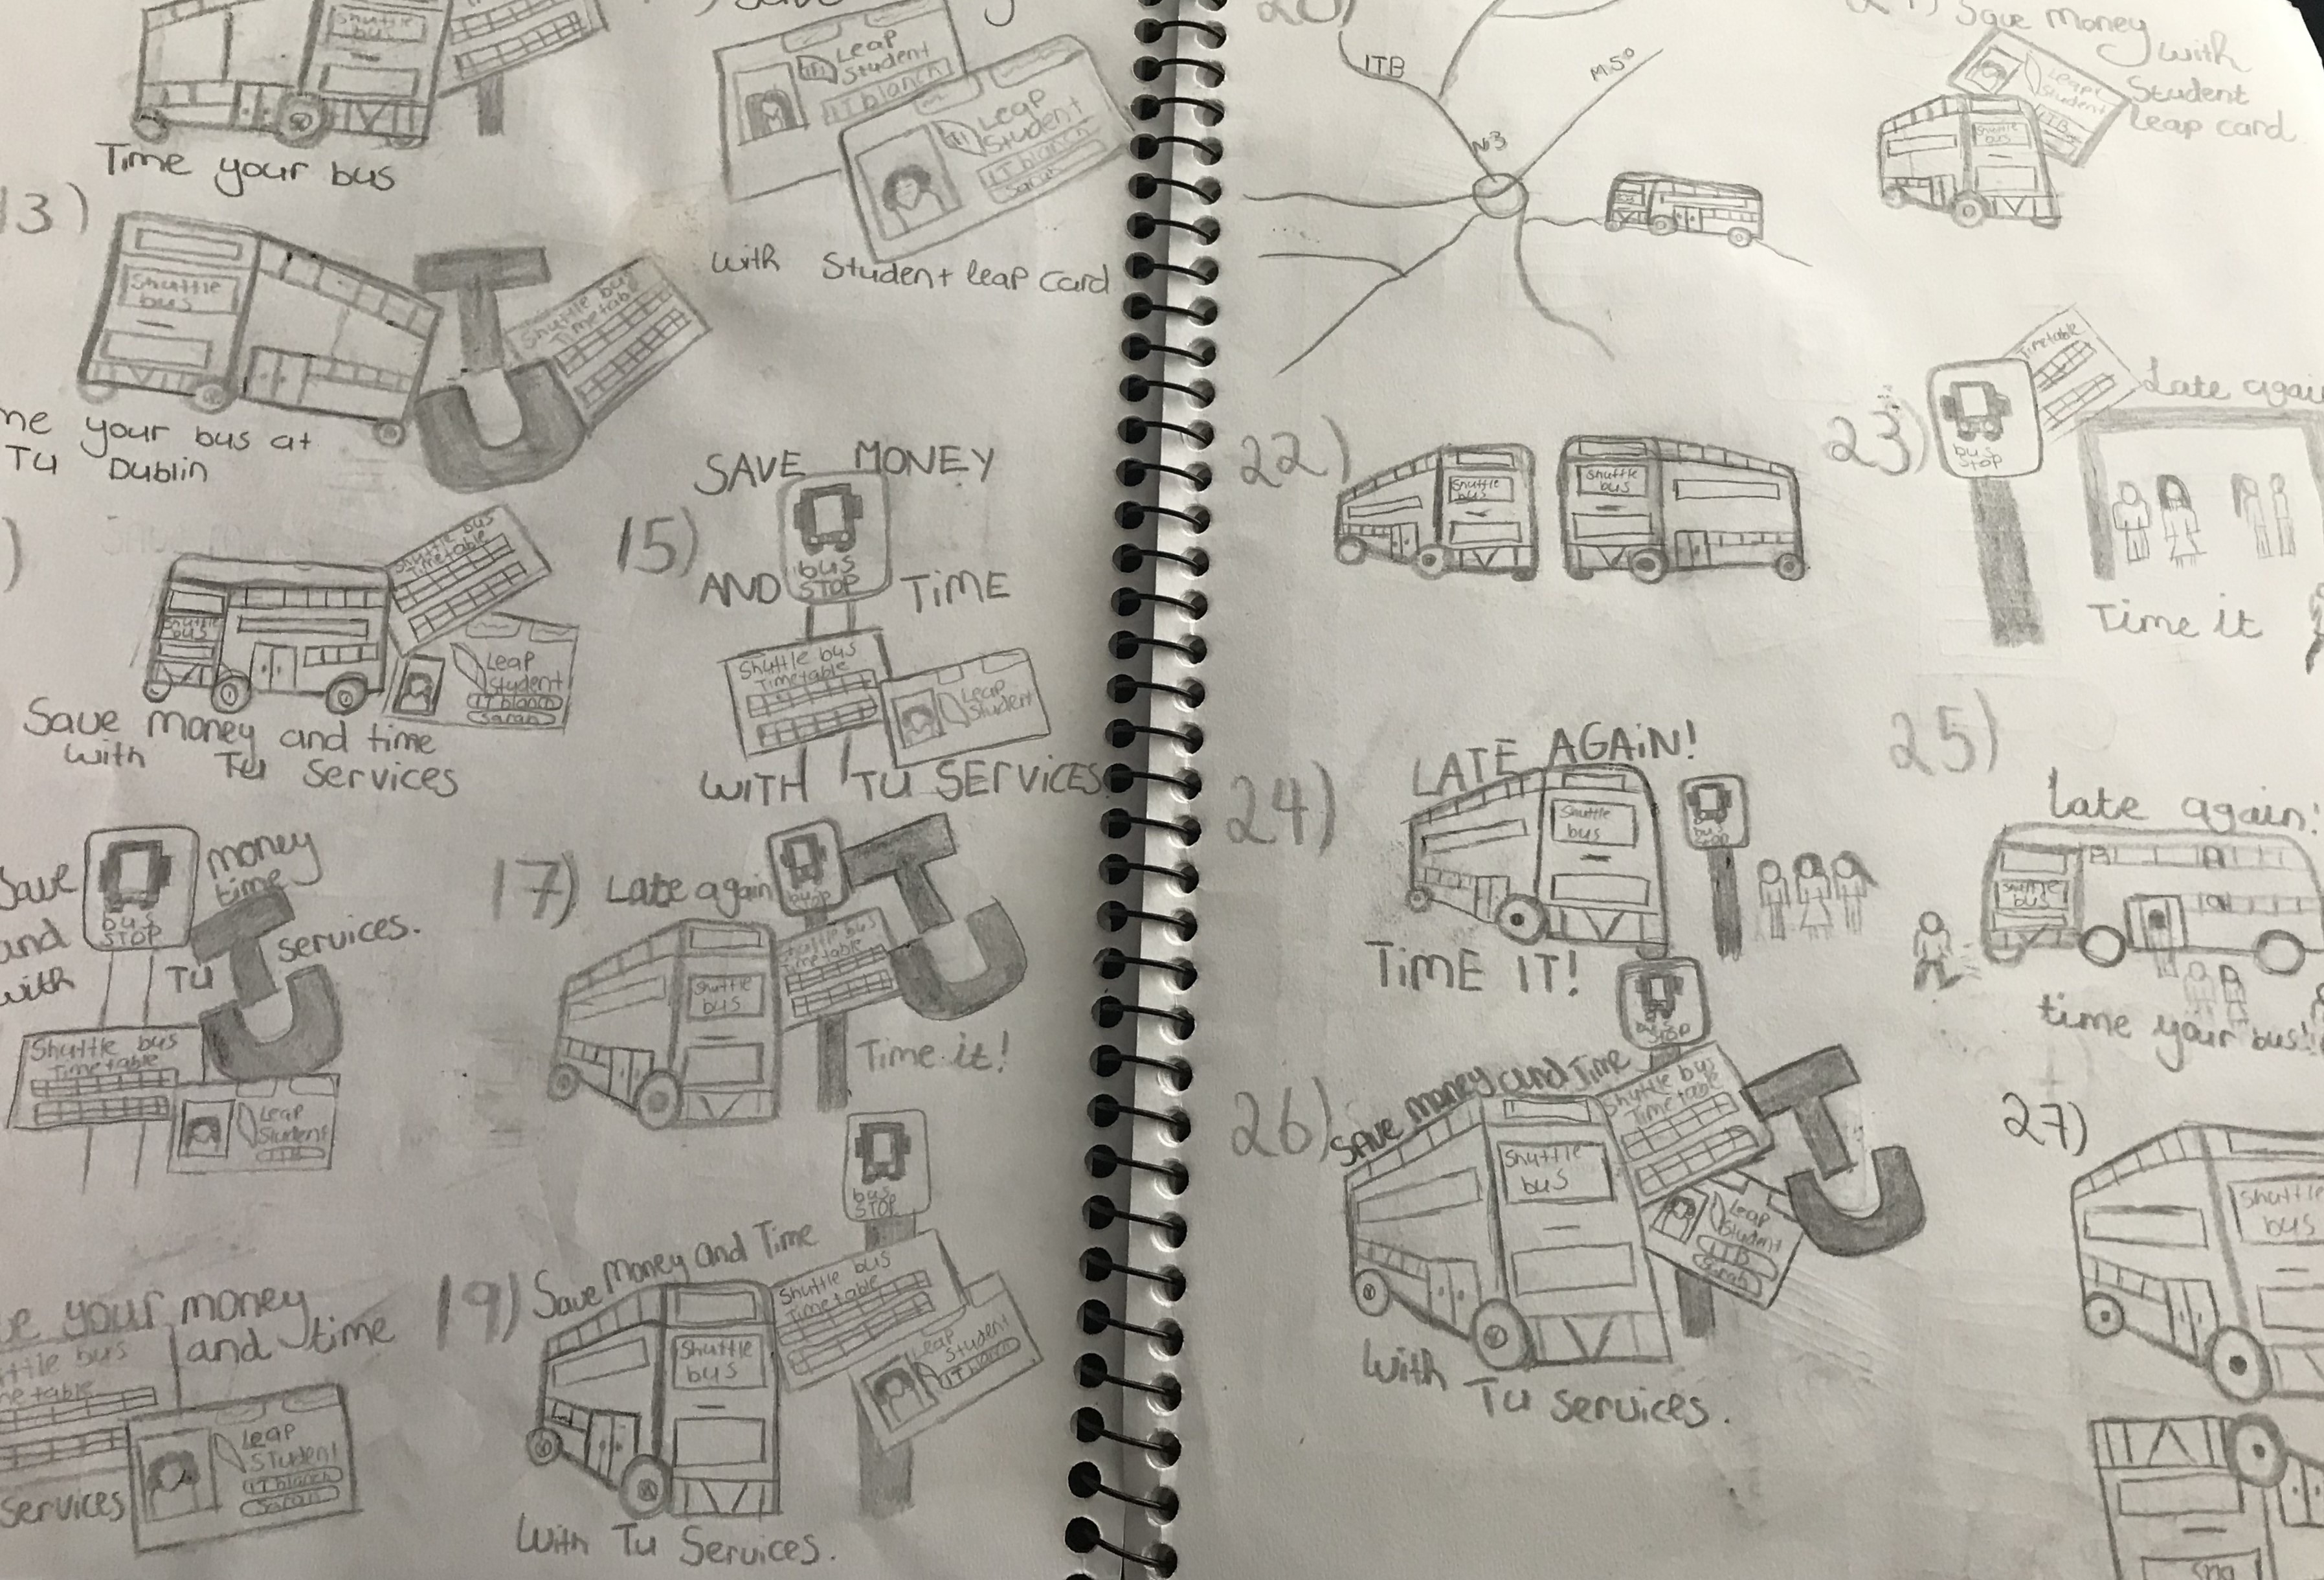 Shuttle
bus
Time your bus
Leap
Student
IT blanch
Leap
Student
IT blanch
Sarah
with Student leap card
13)
Shuttle
bus
Shuttle bus
Timetable
your bus at
TU Dublin
Shuttle bus
Timetable
Shuttle
bus
Leap
Student
IT blanch
Sarah
Save money and time
with TU Services
15)
SAVE MONEY
bus
STOP
AND TIME
Shuttle bus
Timetable
Leap
Student
WITH TU SERVICES
Save money
time
bus
STOP
and services.
with TU
Shuttle bus
Timetable
Leap
Student
ITB
17)
Late again
bus
stop
Shuttle bus
Timetable
TU
Shuttle
bus
Time it!
your money
and time
bus
Leap
Student
IT blanch
Sarah
Services
19)
bus
STOP
Save Money and Time
Shuttle bus
Timetable
Shuttle
bus
Leap
Student
IT blanch
With TU Services.
20)
ITB
M50
N3
21)
Save money
with
Student
Leap card
Leap
Student
ITB
Shuttle
bus
22)
Shuttle
bus
Shuttle
bus
23)
Timetable
bus
STOP
Late again
Time it
24)
LATE AGAIN!
Shuttle
bus
bus
stop
TIME IT!
25)
late again!
Shuttle
bus
time your bus!!
26)
bus
stop
SAVE Money and Time
Shuttle bus
Timetable
TU
Shuttle
bus
Leap
Student
ITB
Sarah
With TU services.
27)
Shuttle
bus